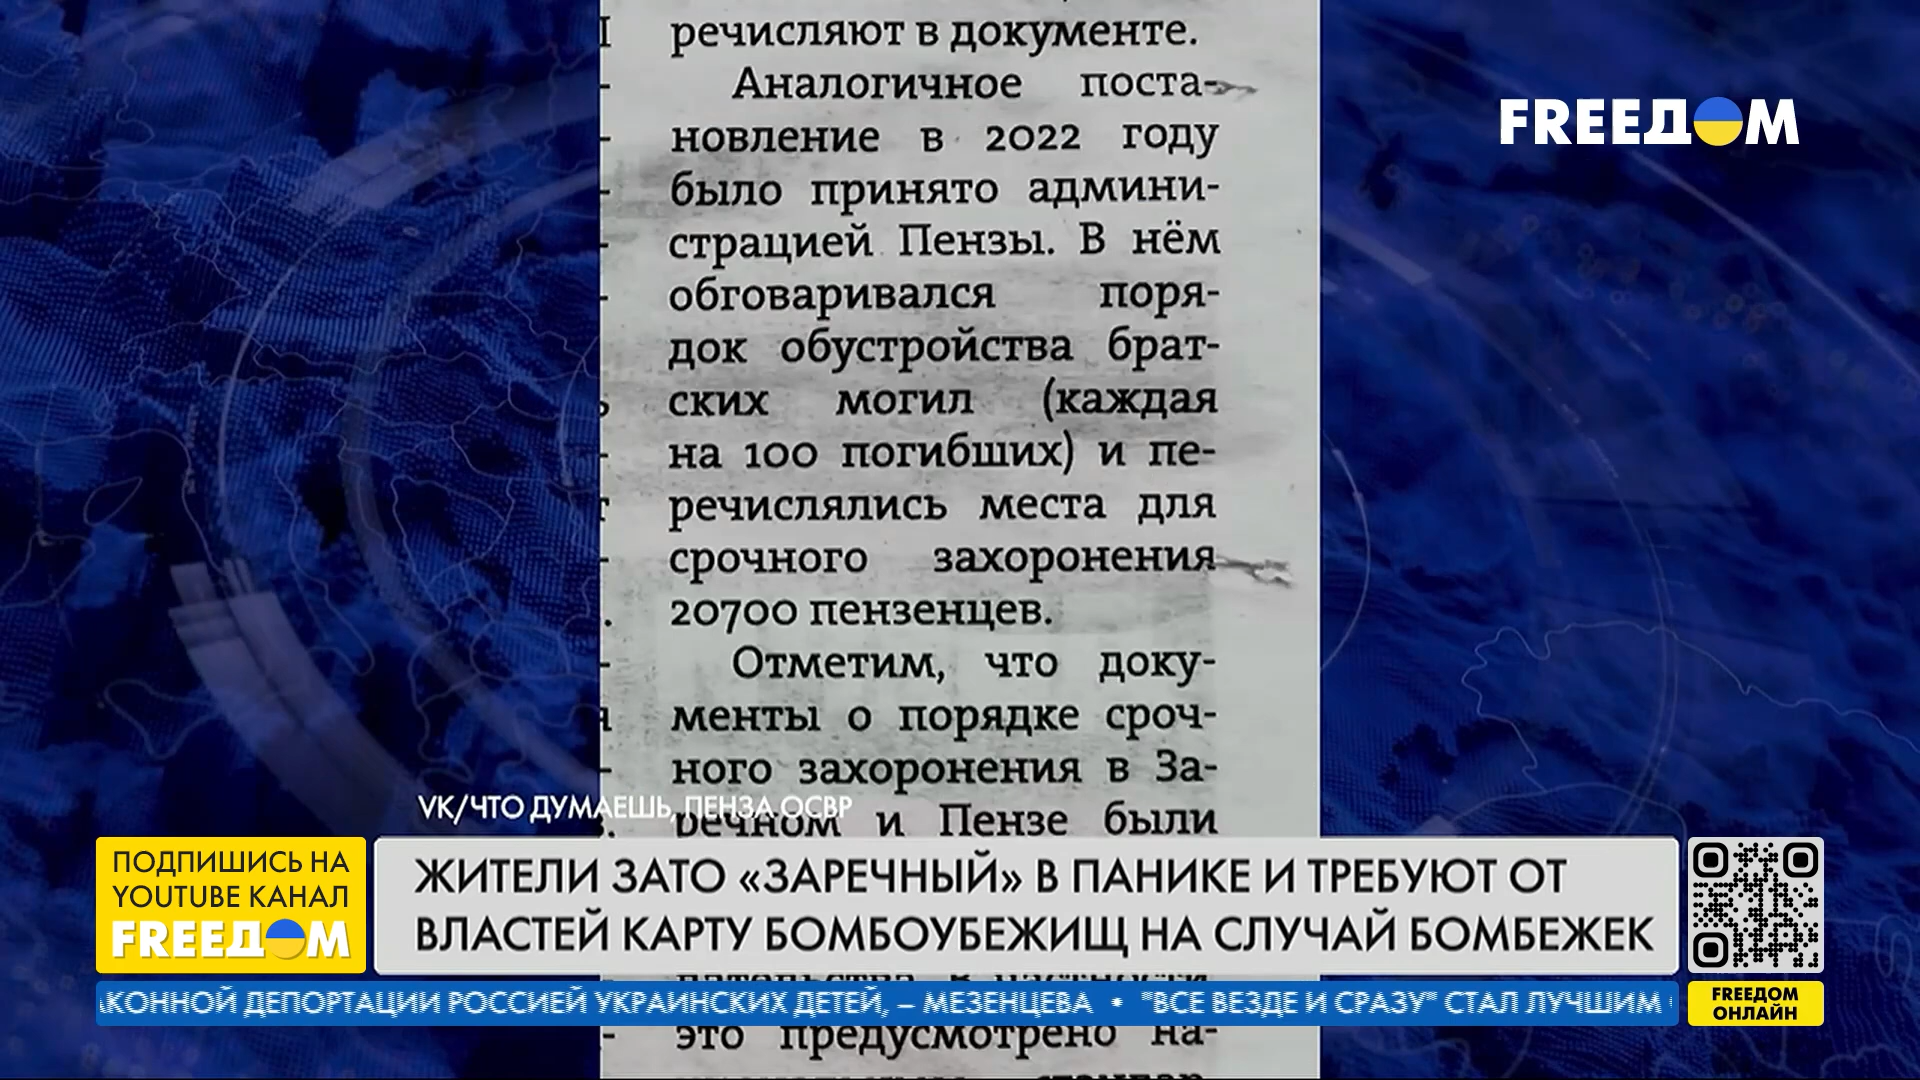 речисляют в документе.
Аналогичное поста-
новление в 2022 году
было принято админи-
страцией Пензы. В нём
обговаривался поря-
док обустройства брат-
ских могил (каждая
на 100 погибших) и пе-
речислялись места для
срочного захоронения
20700 пензенцев.
Отметим, что доку-
менты о порядке сроч-
ного захоронения в За-
речном и Пензе были
это предусмотрено на-
FREEДOM
VK/ЧТО ДУМАЕШЬ, ПЕНЗА ОСВР
ПОДПИШИСЬ НА
YOUTUBE КАНАЛ
FREEДOM
ЖИТЕЛИ ЗАТО «ЗАРЕЧНЫЙ» В ПАНИКЕ И ТРЕБУЮТ ОТ
ВЛАСТЕЙ КАРТУ БОМБОУБЕЖИЩ НА СЛУЧАЙ БОМБЕЖЕК
АКОННОЙ ДЕПОРТАЦИИ РОССИЕЙ УКРАИНСКИХ ДЕТЕЙ, – МЕЗЕНЦЕВА • "ВСЕ ВЕЗДЕ И СРАЗУ" СТАЛ ЛУЧШИМ
FREEДOM
ОНЛАЙН